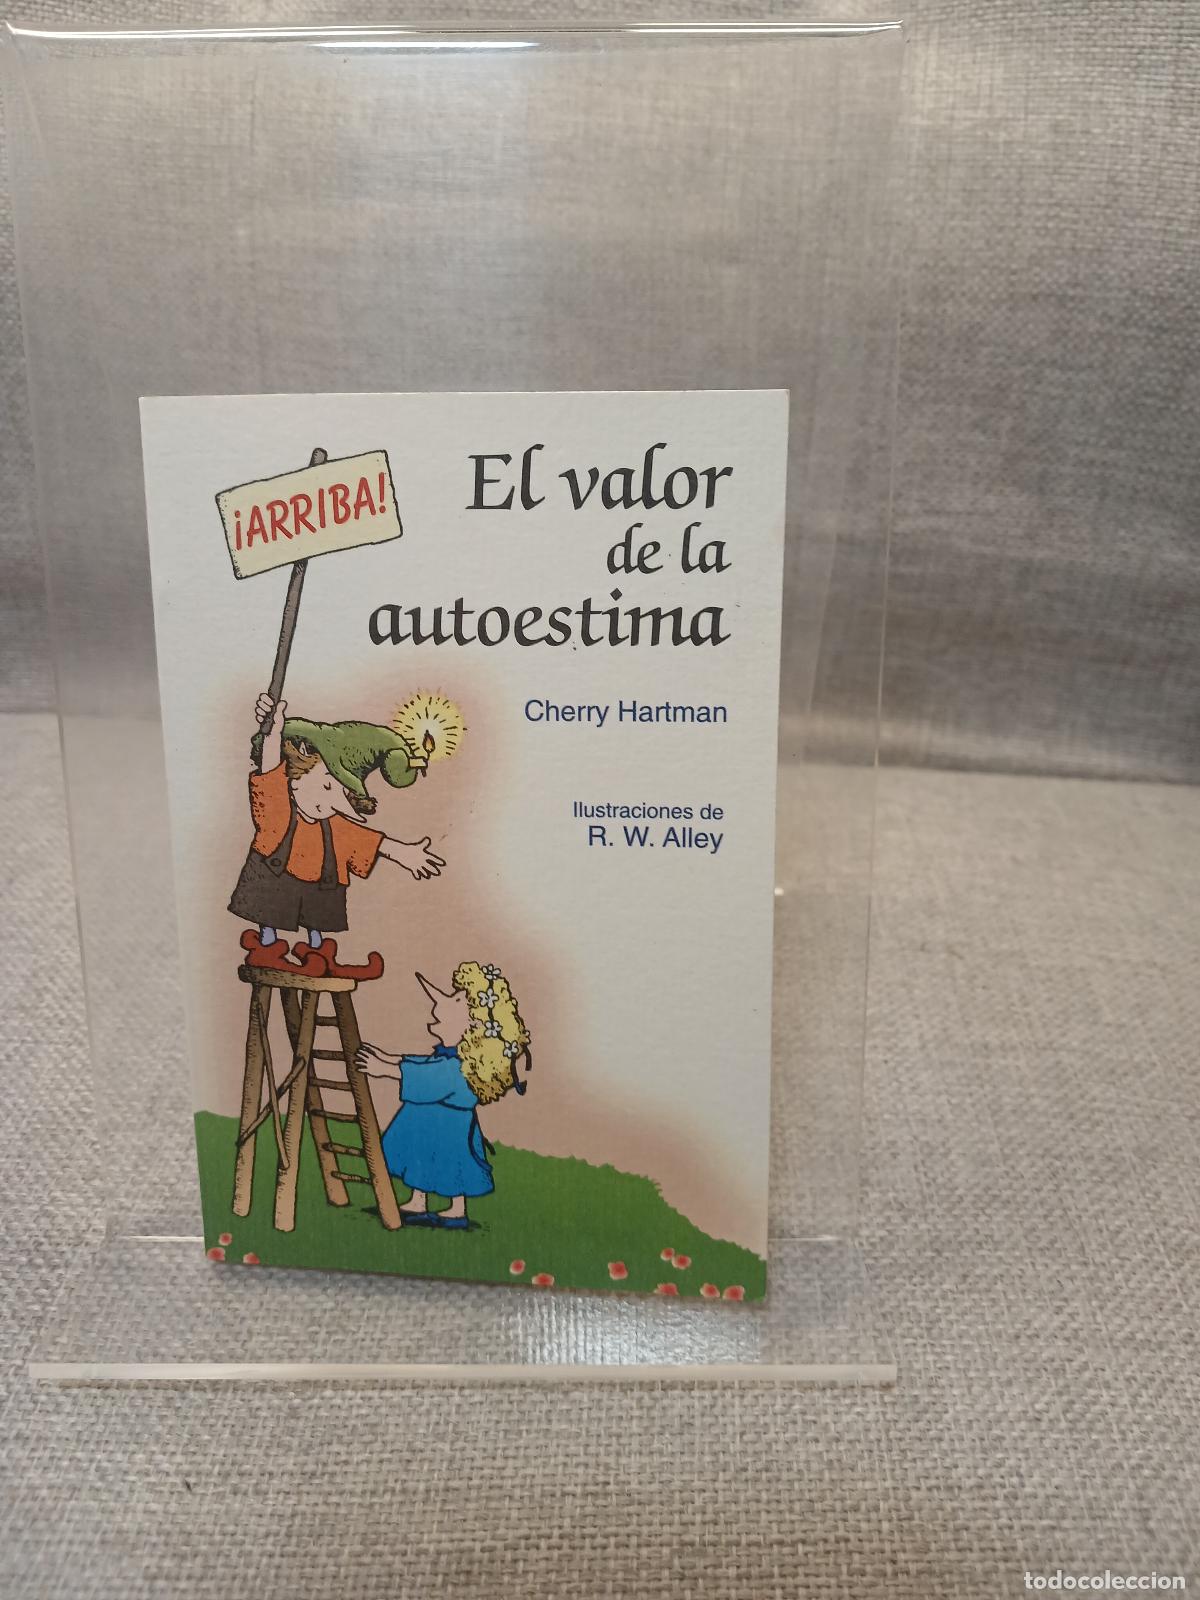 ¡ARRIBA!
El valor
de la
autoestima
Cherry Hartman
Ilustraciones de
R. W. Alley
todocoleccion